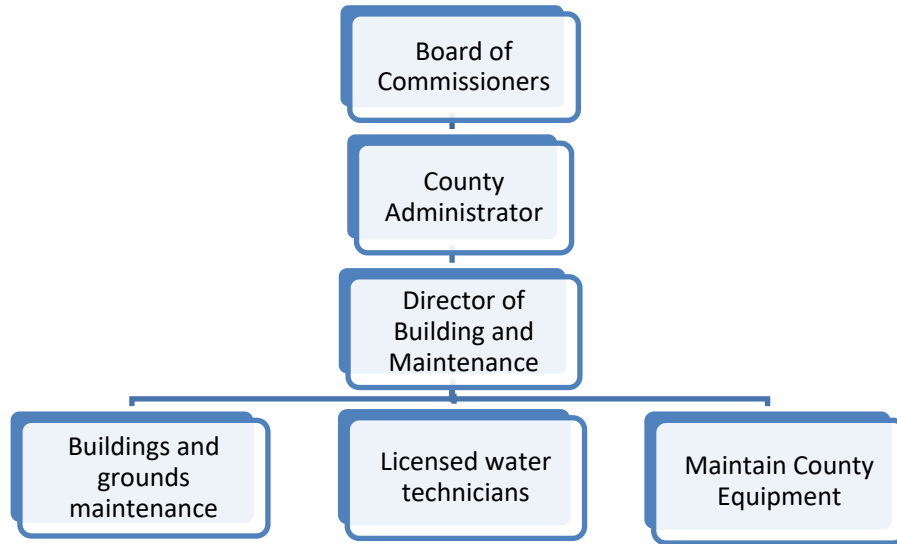 Board of
Commissioners
County
Administrator
Director of
Building and
Maintenance
Buildings and
grounds
maintenance
Licensed water
technicians
Maintain County
Equipment